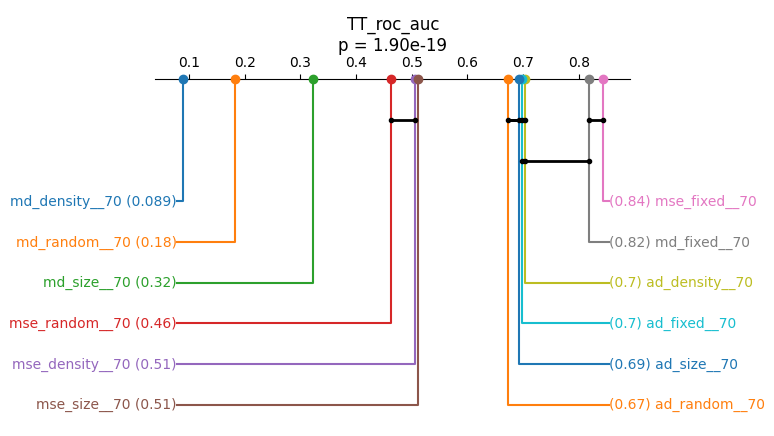 TT_roc_auc
p = 1.90e-19
0.1 0.2 0.3 0.4 0.5 0.6 0.7 0.8
md_density__70 (0.089)
md_random__70 (0.18)
md_size__70 (0.32)
mse_random__70 (0.46)
mse_density__70 (0.51)
mse_size__70 (0.51)
(0.84) mse_fixed__70
(0.82) md_fixed__70
(0.7) ad_density__70
(0.7) ad_fixed__70
(0.69) ad_size__70
(0.67) ad_random__70